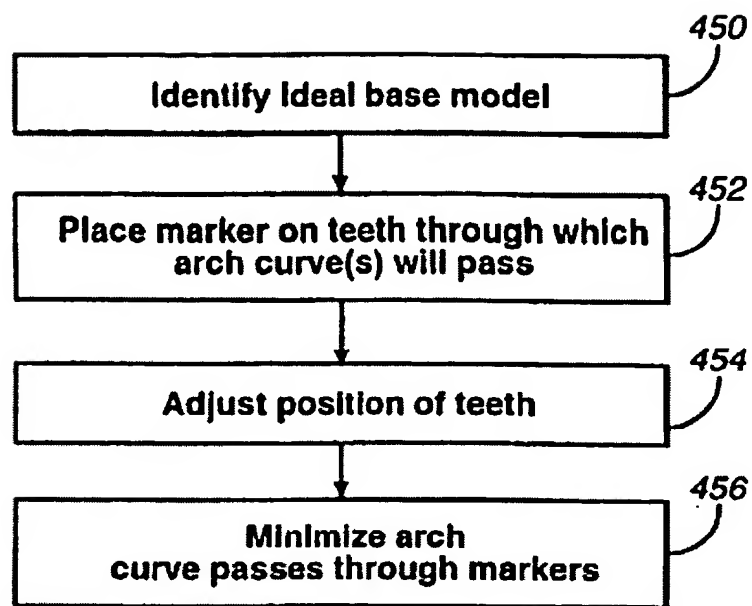 450
Identify Ideal base model
452
Place marker on teeth through which
arch curve(s) will pass
454
Adjust position of teeth
456
Minimize arch
curve passes through markers